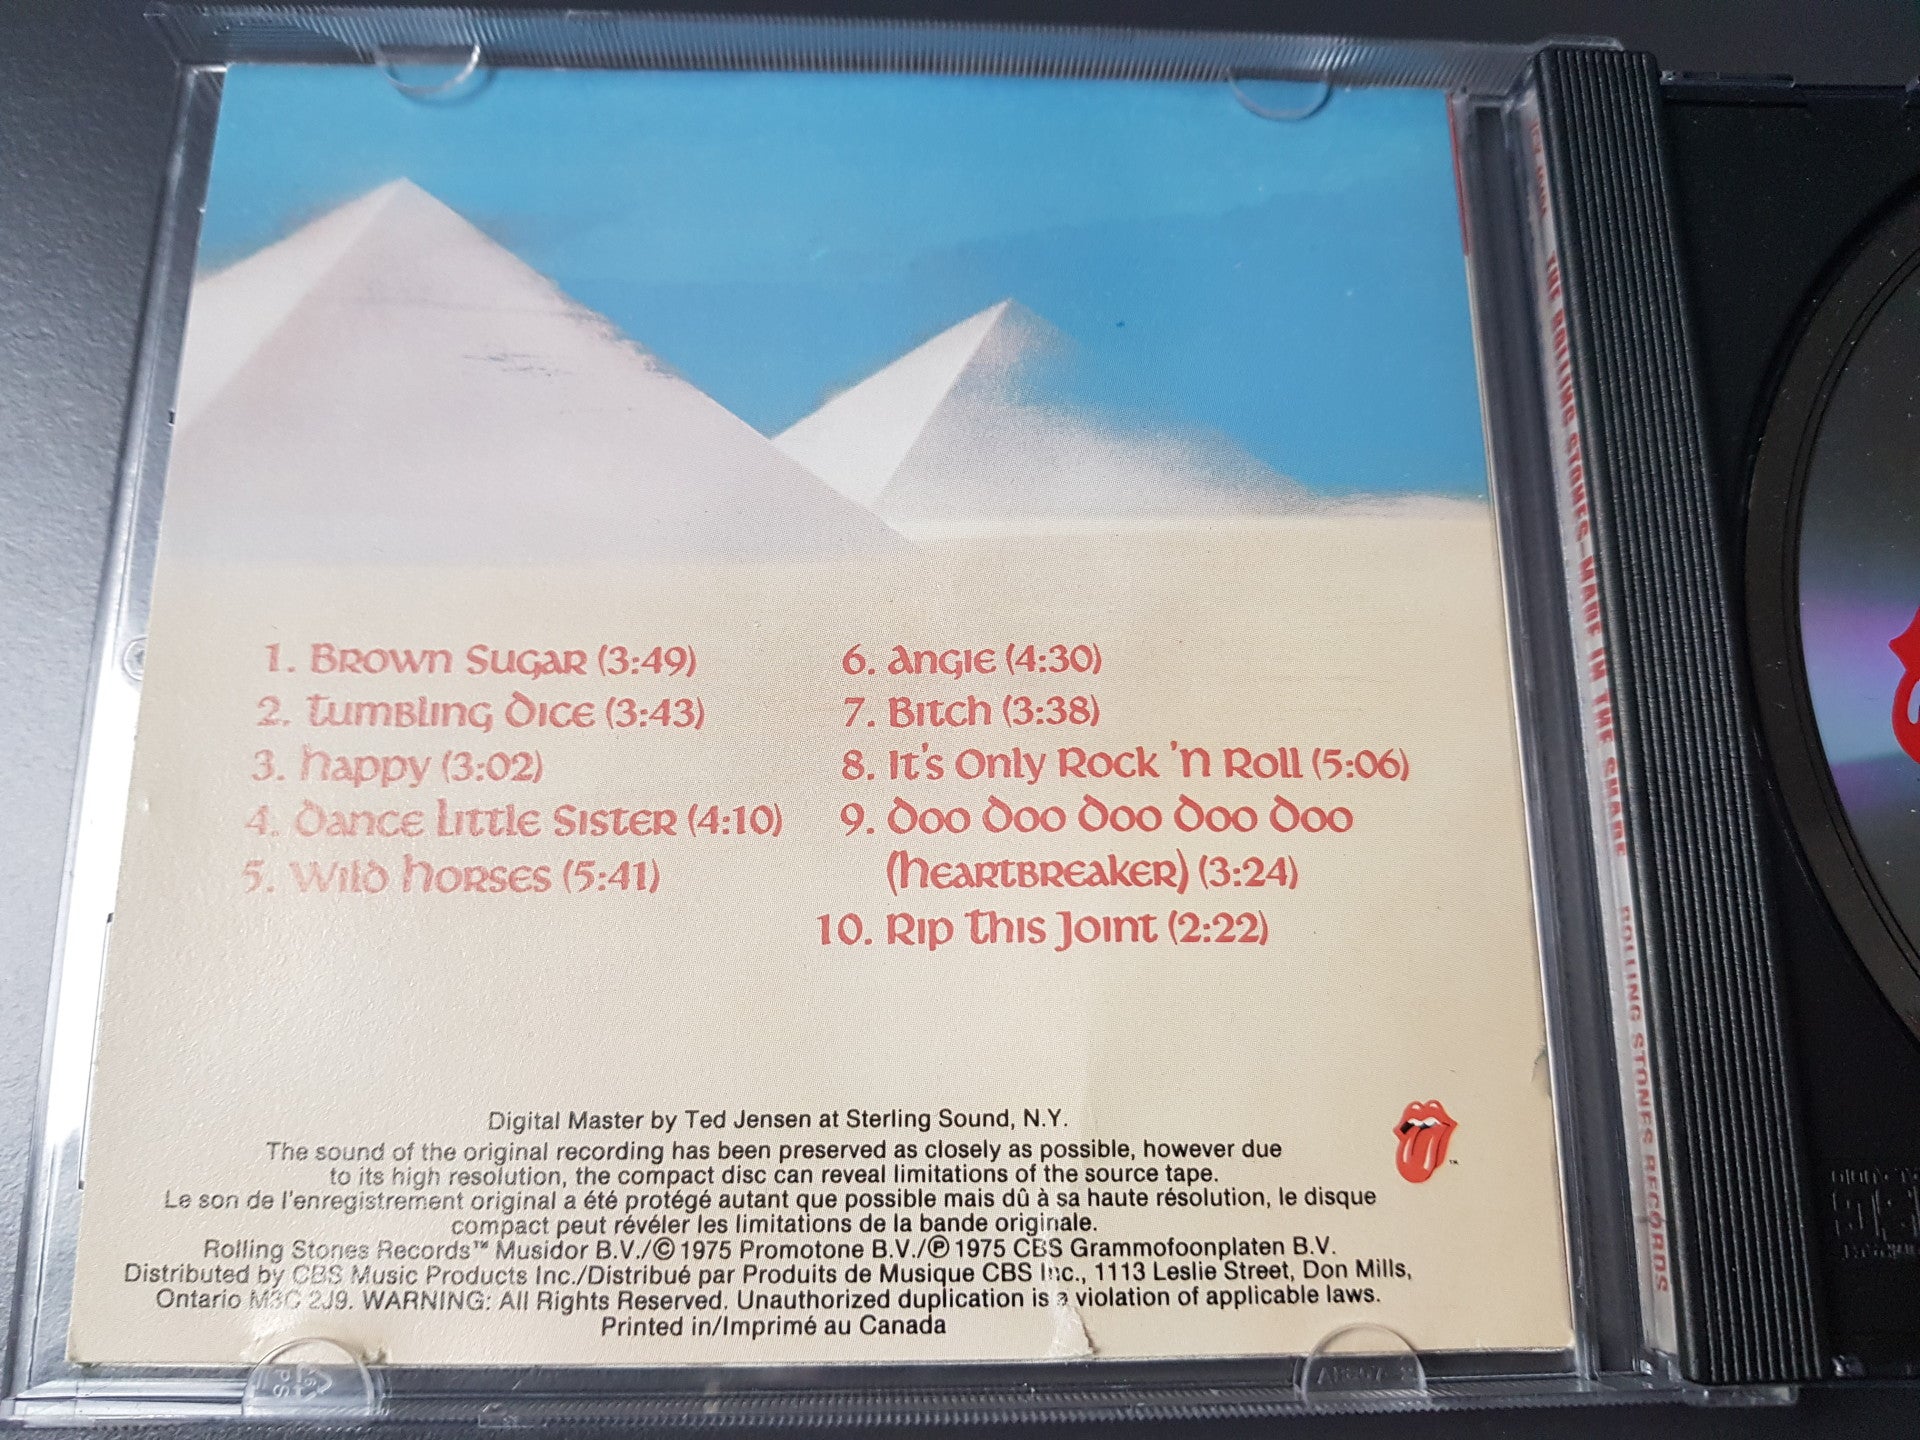 1. Brown Sugar (3:49)
2. Tumbling Dice (3:43)
3. Happy (3:02)
4. Dance Little Sister (4:10)
5. Wild Horses (5:41)
6. Angie (4:30)
7. Bitch (3:38)
8. It's Only Rock 'n Roll (5:06)
9. Doo Doo Doo Doo Doo
(Heartbreaker) (3:24)
10. Rip This Joint (2:22)
Digital Master by Ted Jensen at Sterling Sound, N.Y.
The sound of the original recording has been preserved as closely as possible, however due
to its high resolution, the compact disc can reveal limitations of the source tape.
Le son de l'enregistrement original a été protégé autant que possible mais dû à sa haute résolution, le disque
compact peut révéler les limitations de la bande originale.
Rolling Stones Records™ Musidor B.V./© 1975 Promotone B.V./℗ 1975 CBS Grammofoonplaten B.V.
Distributed by CBS Music Products Inc./Distribué par Produits de Musique CBS Inc., 1113 Leslie Street, Don Mills,
Ontario M3C 2J9. WARNING: All Rights Reserved. Unauthorized duplication is a violation of applicable laws.
Printed in/Imprimé au Canada
TM
THE ROLLING STONES–MADE IN THE SHADE
ROLLING STONES RECORDS
PS